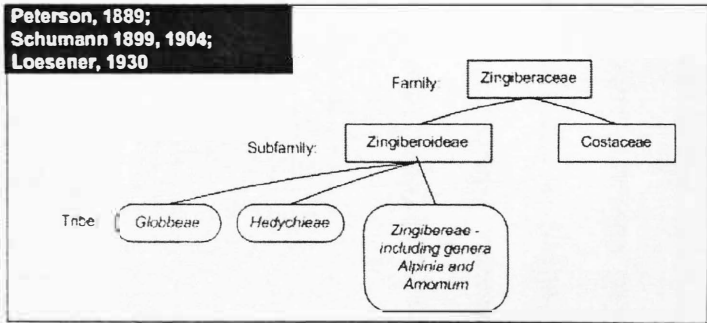 Peterson, 1889;
Schumann 1899, 1904;
Loesener, 1930
Family:
Zingiberaceae
Subfamily:
Zingiberoideae
Costaceae
Tribe
Globbeae
Hedychieae
Zingibereae -
including genera
Alpinia and
Amomum